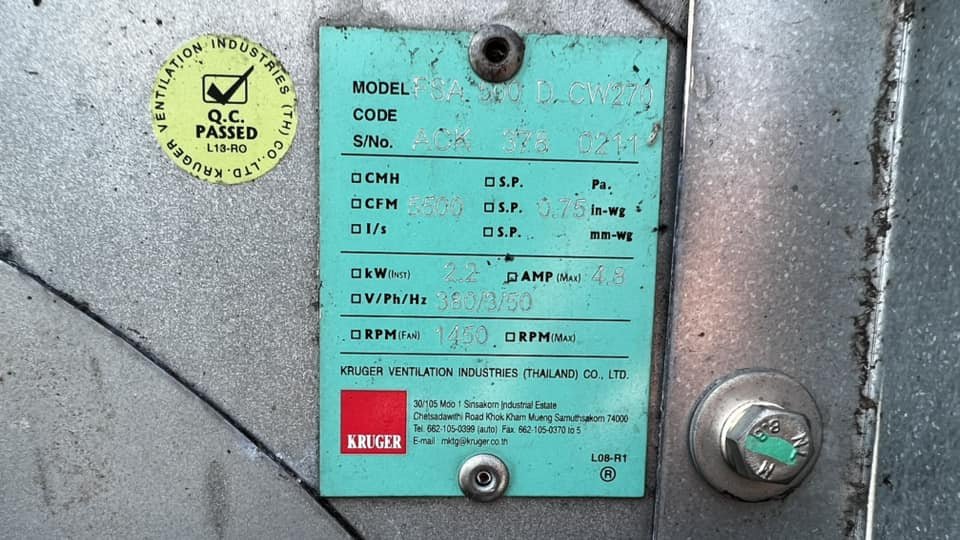 VENTILATION INDUSTRIES (TH) CO.,LTD. KRUGER
Q.C.
PASSED
L13-RO
MODEL FSA 500 D CW270
CODE
S/No. ACK 378 0211
CMH S.P. Pa.
CFM 5500 S.P. 0.75 in-wg
l/s S.P. mm-wg
kW (INST) 2.2 AMP (MAX) 4.8
V/Ph/Hz 380/3/50
RPM (FAN) 1450 RPM (MAX)
KRUGER VENTILATION INDUSTRIES (THAILAND) CO., LTD.
30/105 Moo 1 Sinsakorn Industrial Estate
Chetsadawithi Road Khok Kham Mueng Samuthsakorn 74000
Tel. 662-105-0399 (auto) Fax. 662-105-0370 to 5
E-mail : mktg@kruger.co.th
KRUGER
L08-R1
®